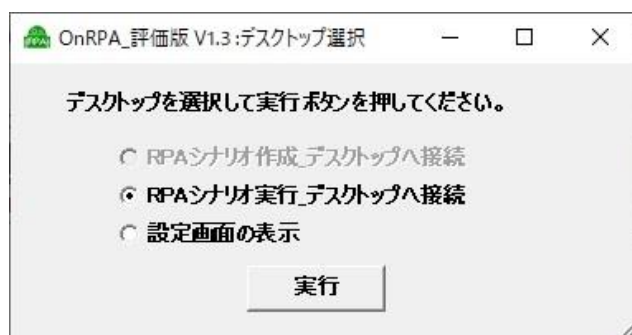 OnRPA_評価版 V1.3 :デスクトップ選択
デスクトップを選択して実行ボタンを押してください。
RPAシナリオ作成_デスクトップへ接続
RPAシナリオ実行_デスクトップへ接続
設定画面の表示
実行